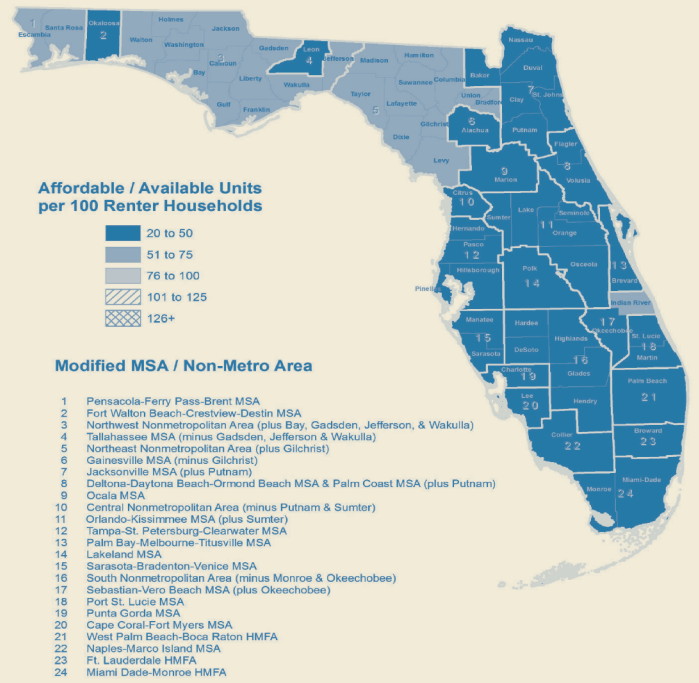 Escambia
1
Santa Rosa
Okaloosa
2
Walton
Holmes
Washington
Jackson
3
Calhoun
Bay
Gulf
Liberty
Franklin
Gadsden
Leon
4
Wakulla
Jefferson
Madison
Taylor
5
Hamilton
Suwannee
Columbia
Lafayette
Dixie
Gilchrist
Levy
Union
Bradford
Baker
Nassau
Duval
7
Clay
St. Johns
Putnam
6
Alachua
Flagler
8
Volusia
9
Marion
Citrus
10
Sumter
Lake
Seminole
11
Orange
Osceola
Hernando
Pasco
12
Hillsborough
Pinellas
Polk
14
13
Brevard
Indian River
17
Okeechobee
St. Lucie
18
Martin
Manatee
15
Sarasota
Hardee
DeSoto
Highlands
16
Glades
Charlotte
19
Lee
20
Hendry
Palm Beach
21
Collier
22
Broward
23
Monroe
Miami-Dade
24
Affordable / Available Units
per 100 Renter Households
20 to 50
51 to 75
76 to 100
101 to 125
126+
Modified MSA / Non-Metro Area
1 Pensacola-Ferry Pass-Brent MSA
2 Fort Walton Beach-Crestview-Destin MSA
3 Northwest Nonmetropolitan Area (plus Bay, Gadsden, Jefferson, & Wakulla)
4 Tallahassee MSA (minus Gadsden, Jefferson & Wakulla)
5 Northeast Nonmetropolitan Area (plus Gilchrist)
6 Gainesville MSA (minus Gilchrist)
7 Jacksonville MSA (plus Putnam)
8 Deltona-Daytona Beach-Ormond Beach MSA & Palm Coast MSA (plus Putnam)
9 Ocala MSA
10 Central Nonmetropolitan Area (minus Putnam & Sumter)
11 Orlando-Kissimmee MSA (plus Sumter)
12 Tampa-St. Petersburg-Clearwater MSA
13 Palm Bay-Melbourne-Titusville MSA
14 Lakeland MSA
15 Sarasota-Bradenton-Venice MSA
16 South Nonmetropolitan Area (minus Monroe & Okeechobee)
17 Sebastian-Vero Beach MSA (plus Okeechobee)
18 Port St. Lucie MSA
19 Punta Gorda MSA
20 Cape Coral-Fort Myers MSA
21 West Palm Beach-Boca Raton HMFA
22 Naples-Marco Island MSA
23 Ft. Lauderdale HMFA
24 Miami Dade-Monroe HMFA